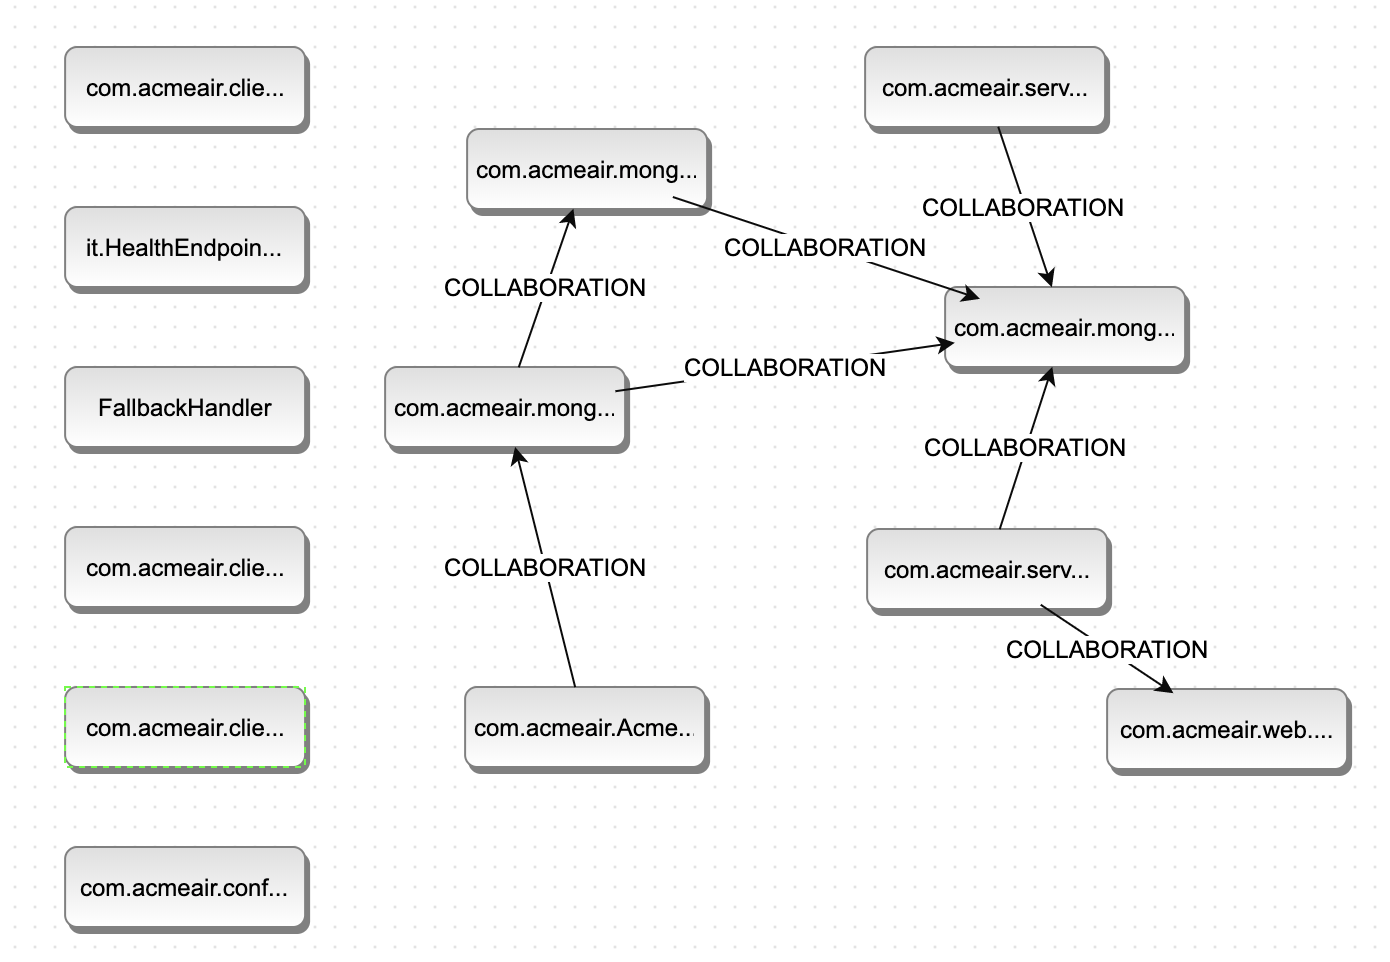 com.acmeair.clie...
com.acmeair.serv...
com.acmeair.mong...
COLLABORATION
it.HealthEndpoin...
COLLABORATION
COLLABORATION
com.acmeair.mong...
COLLABORATION
FallbackHandler
com.acmeair.mong...
COLLABORATION
com.acmeair.clie...
COLLABORATION
com.acmeair.serv...
COLLABORATION
com.acmeair.clie...
com.acmeair.Acme...
com.acmeair.web....
com.acmeair.conf...